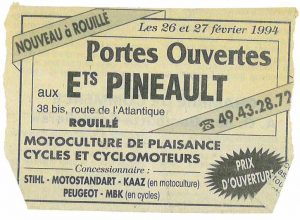 NOUVEAU à ROUILLÉ
Les 26 et 27 février 1994
Portes Ouvertes
aux Ets PINEAULT
38 bis, route de l'Atlantique
ROUILLÉ
☎ 49.43.28.72
MOTOCULTURE DE PLAISANCE
CYCLES ET CYCLOMOTEURS
Concessionnaire :
STIHL - MOTOSTANDART - KAAZ (en motoculture)
PEUGEOT - MBK (en cycles)
PRIX
D'OUVERTURE